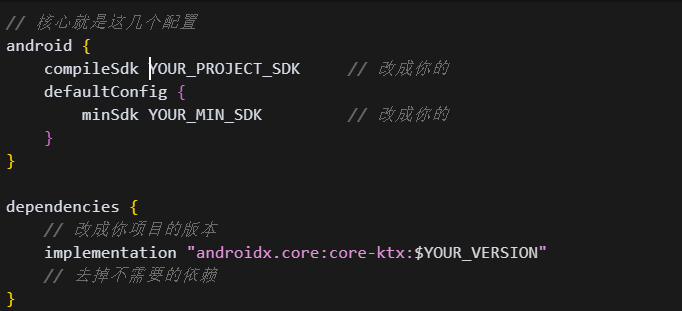 // 核心就是这几个配置
android {
    compileSdk YOUR_PROJECT_SDK     // 改成你的
    defaultConfig {
        minSdk YOUR_MIN_SDK         // 改成你的
    }
}

dependencies {
    // 改成你项目的版本
    implementation "androidx.core:core-ktx:$YOUR_VERSION"
    // 去掉不需要的依赖
}